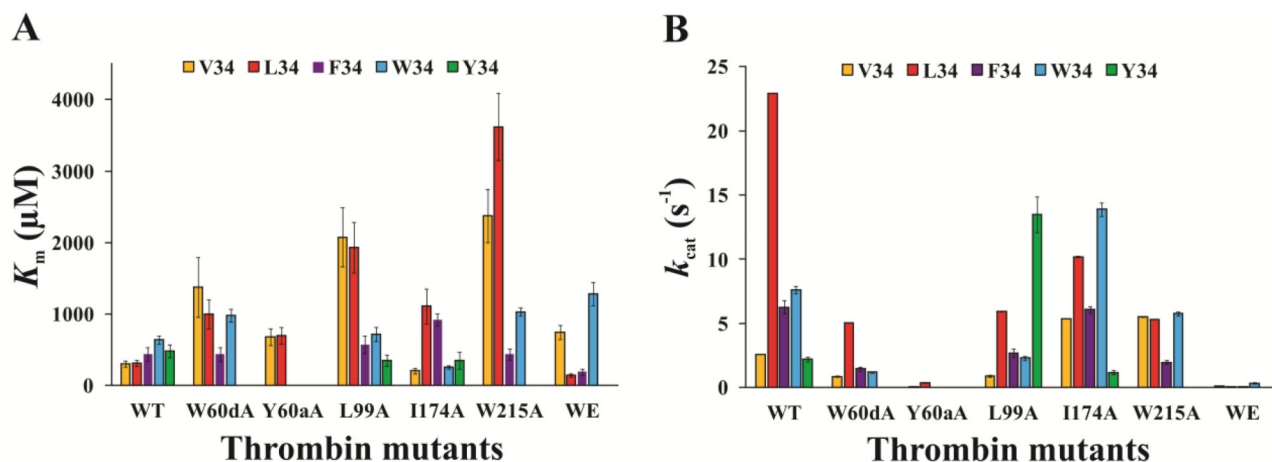 A
V34 L34 F34 W34 Y34
4000
3000
2000
1000
0
Km (µM)
WT W60dA Y60aA L99A I174A W215A WE
Thrombin mutants
B
V34 L34 F34 W34 Y34
25
20
15
10
5
0
kcat (s-1)
WT W60dA Y60aA L99A I174A W215A WE
Thrombin mutants